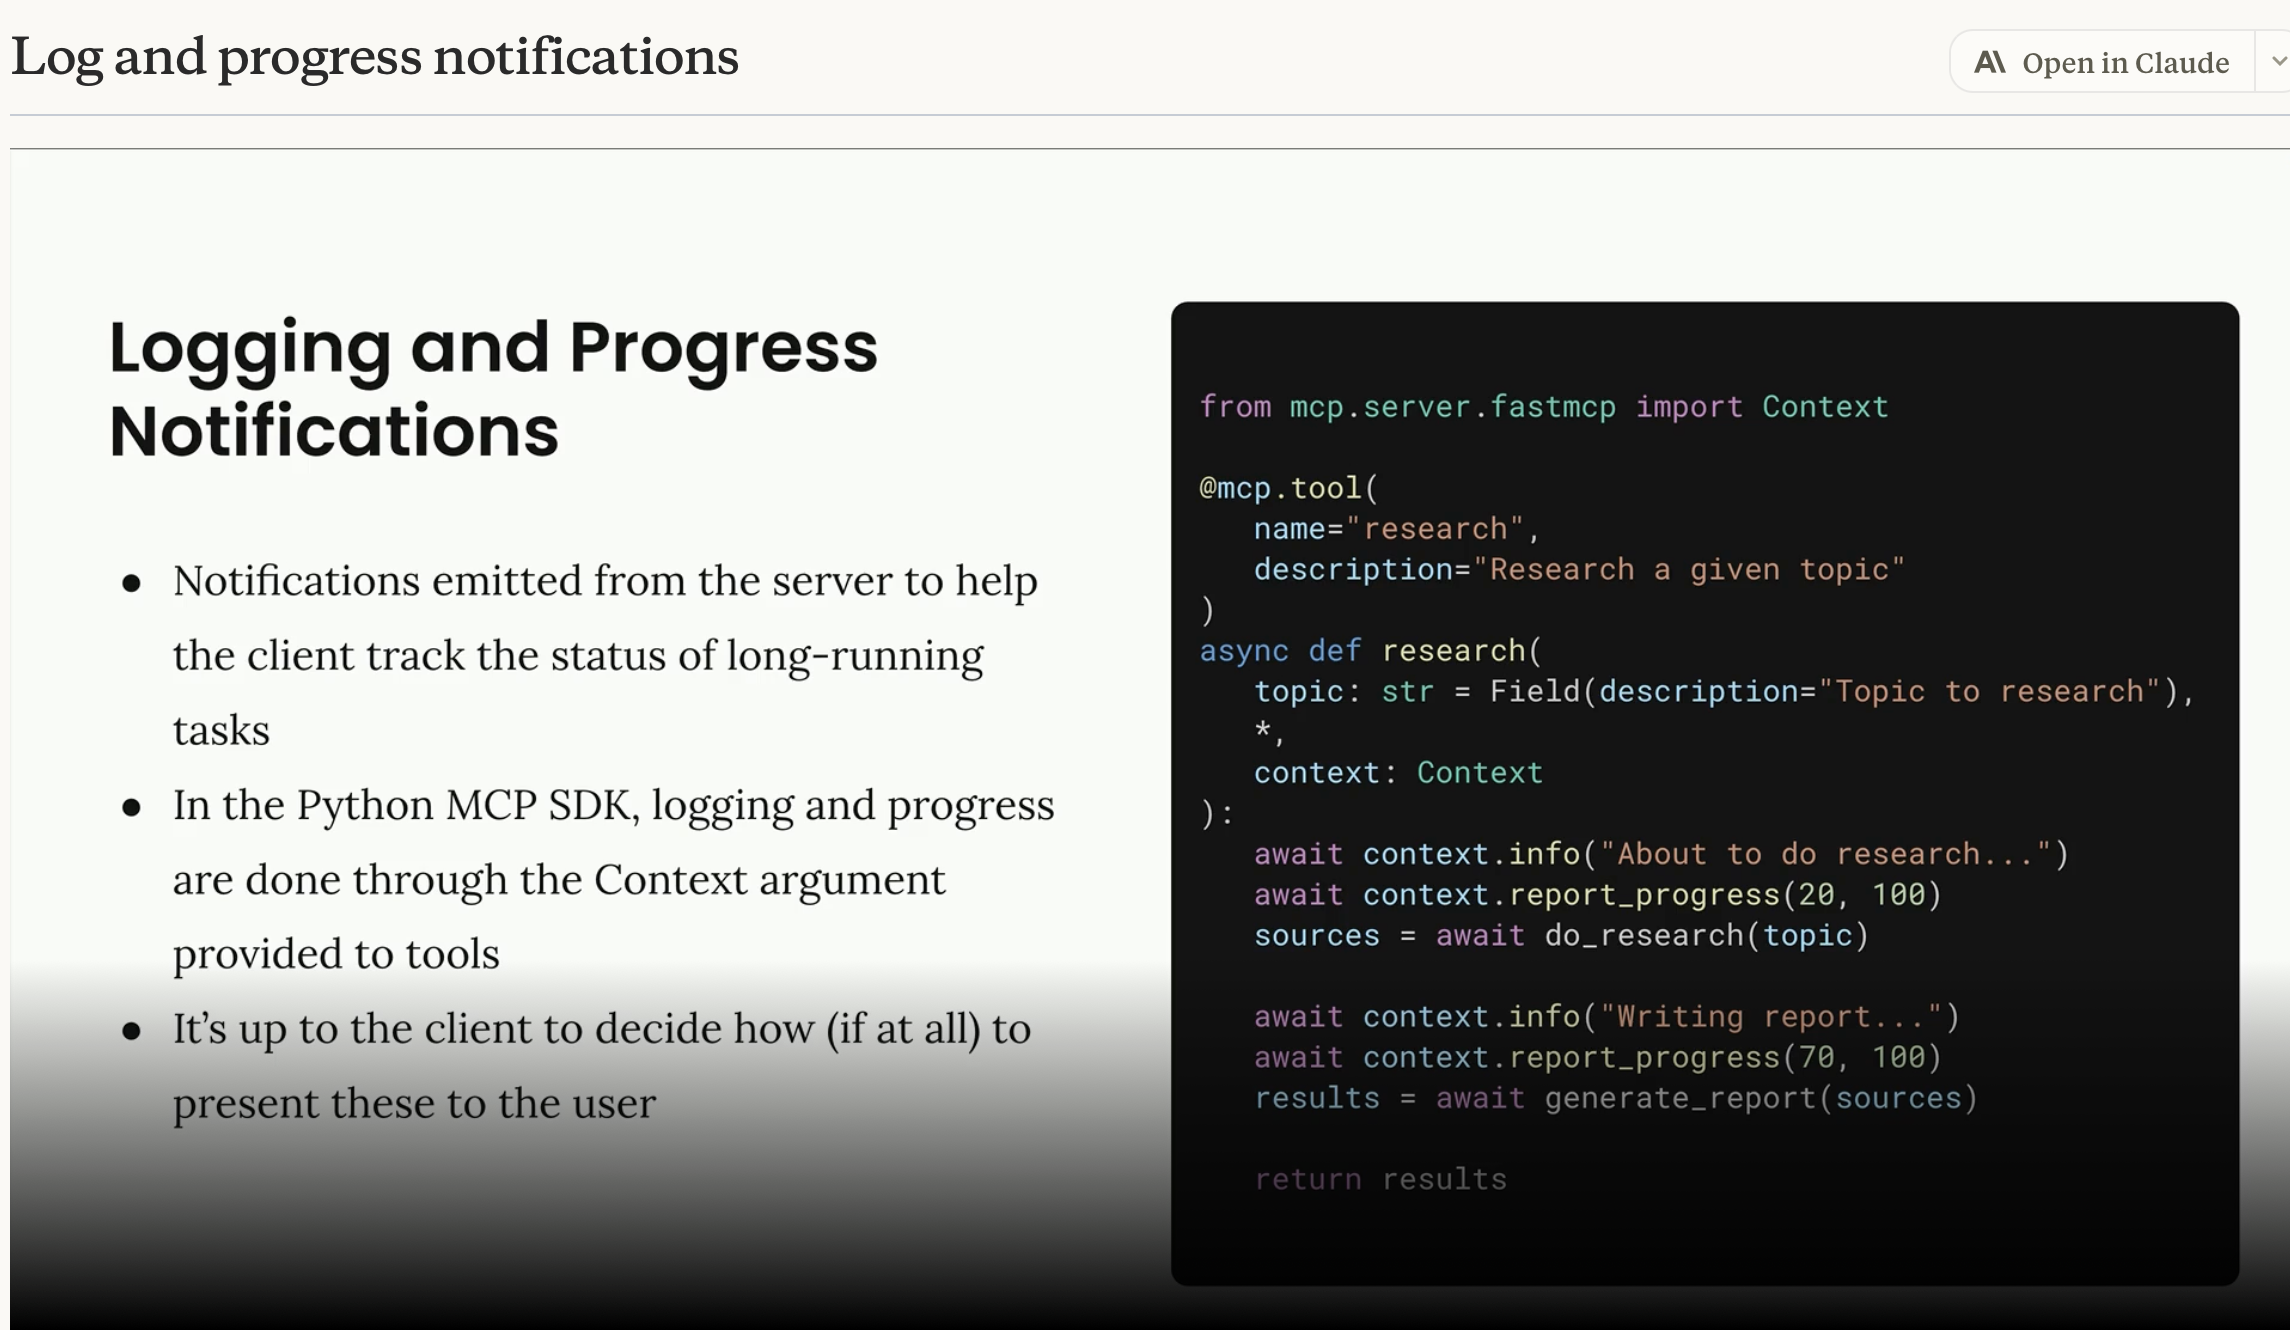 Log and progress notifications
Open in Claude
Logging and Progress
Notifications
● Notifications emitted from the server to help
the client track the status of long-running
tasks
● In the Python MCP SDK, logging and progress
are done through the Context argument
provided to tools
● It’s up to the client to decide how (if at all) to
present these to the user
from mcp.server.fastmcp import Context
@mcp.tool(
   name="research",
   description="Research a given topic"
)
async def research(
   topic: str = Field(description="Topic to research"),
   *,
   context: Context
):
   await context.info("About to do research...")
   await context.report_progress(20, 100)
   sources = await do_research(topic)
   await context.info("Writing report...")
   await context.report_progress(70, 100)
   results = await generate_report(sources)
   return results